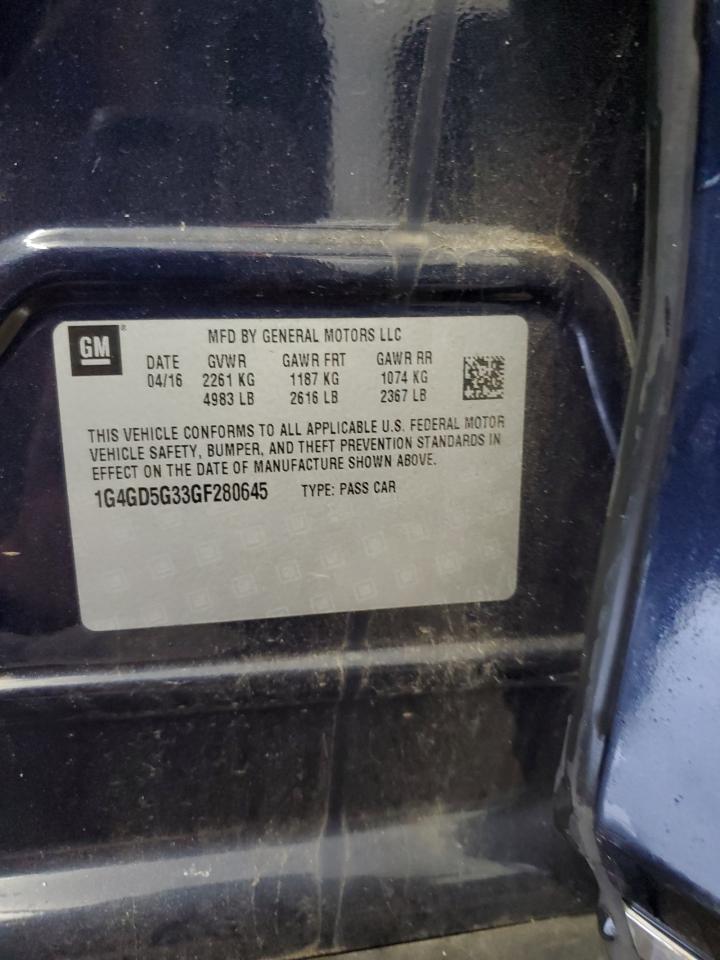 GM
MFD BY GENERAL MOTORS LLC
DATE GVWR GAWR FRT GAWR RR
04/16 2261 KG 1187 KG 1074 KG
4983 LB 2616 LB 2367 LB
THIS VEHICLE CONFORMS TO ALL APPLICABLE U.S. FEDERAL MOTOR
VEHICLE SAFETY, BUMPER, AND THEFT PREVENTION STANDARDS IN
EFFECT ON THE DATE OF MANUFACTURE SHOWN ABOVE.
1G4GD5G33GF280645 TYPE: PASS CAR